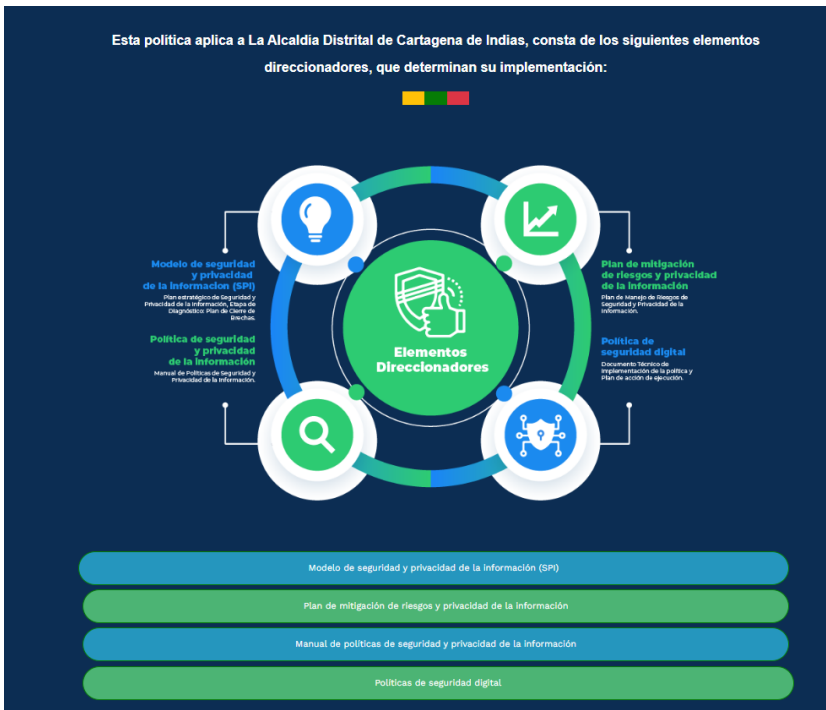 Esta política aplica a La Alcaldia Distrital de Cartagena de Indias, consta de los siguientes elementos
direccionadores, que determinan su implementación:
Modelo de seguridad
y privacidad
de la informacion (SPI)
Plan estratégico de Seguridad y
Privacidad de la Información, Etapa de
Diagnóstico: Plan de Cierre de
Brechas.
Política de seguridad
y privacidad
de la información
Manual de Políticas de Seguridad y
Privacidad de la Información.
Elementos
Direccionadores
Plan de mitigación
de riesgos y privacidad
de la información
Plan de Manejo de Riesgos de
Seguridad y Privacidad de la
Información.
Política de
seguridad digital
Documento Técnico de
implementación de la política y
Plan de acción de ejecución.
Modelo de seguridad y privacidad de la información (SPI)
Plan de mitigación de riesgos y privacidad de la información
Manual de políticas de seguridad y privacidad de la información
Políticas de seguridad digital